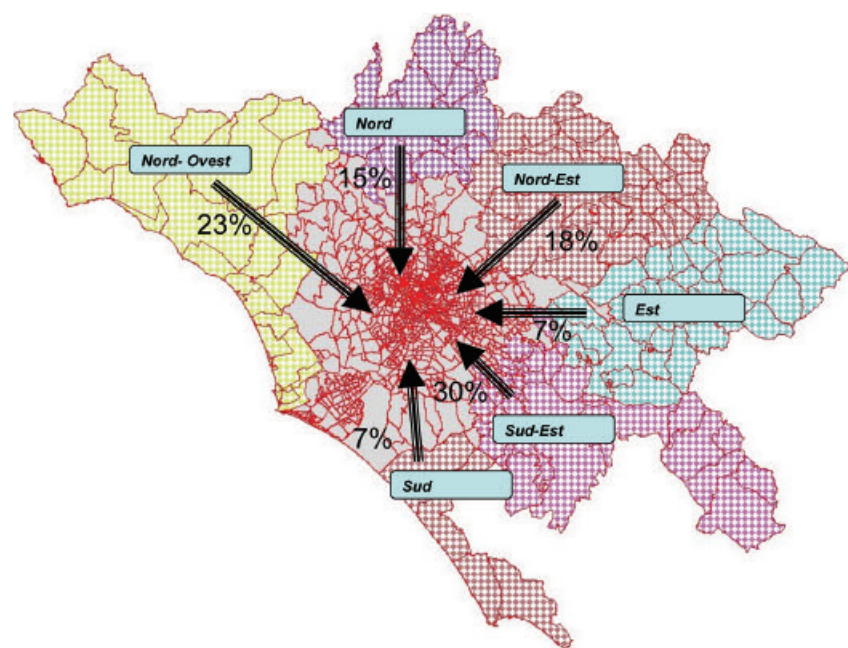 Nord
Nord- Ovest
15%
Nord-Est
23%
18%
Est
7%
30%
Sud-Est
7%
Sud